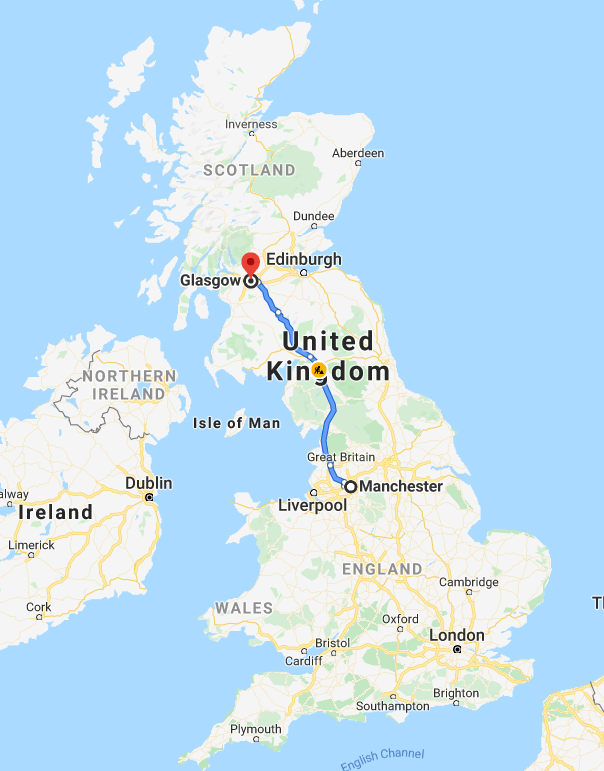 Inverness
Aberdeen
SCOTLAND
Dundee
Edinburgh
Glasgow
United
Kingdom
NORTHERN
IRELAND
Isle of Man
Great Britain
Dublin
Manchester
alway
Liverpool
Ireland
Limerick
ENGLAND
Cambridge
Cork
WALES
Th
Oxford
London
Bristol
Cardiff
Brighton
Southampton
Plymouth
English Channel